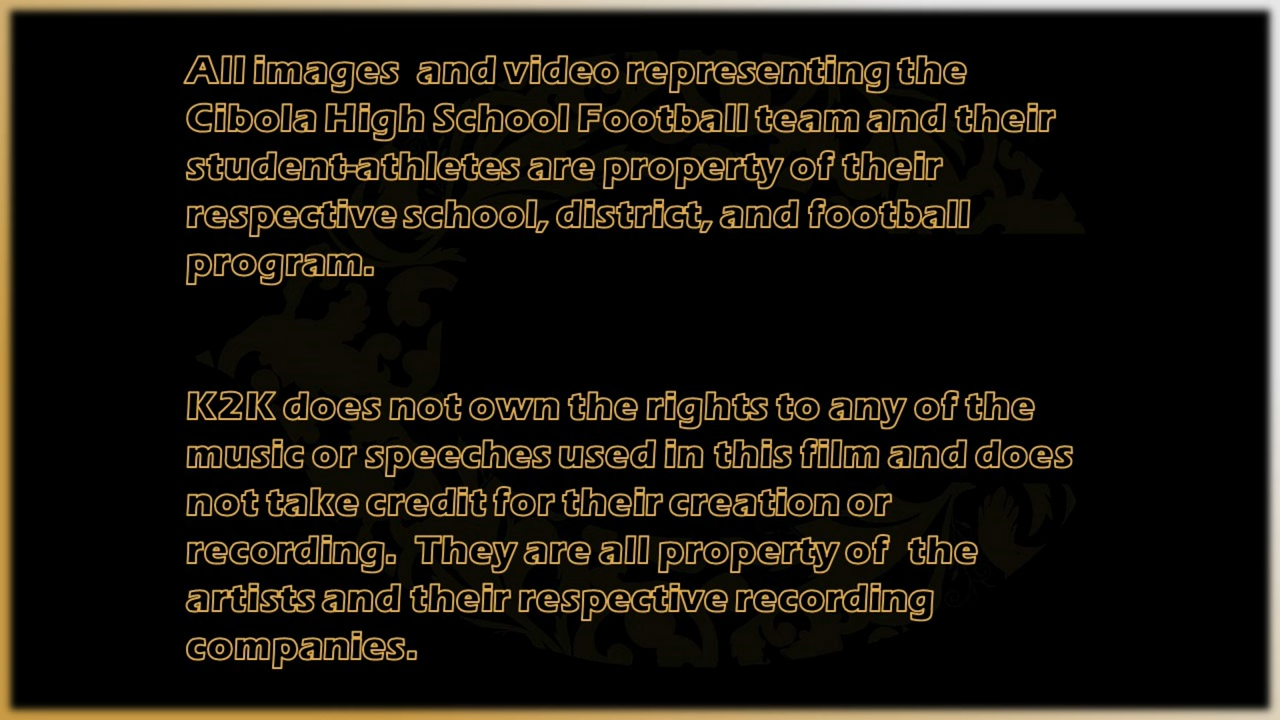 All images  and video representing the
Cibola High School Football team and their
student-athletes are property of their
respective school, district, and football
program.
K2K does not own the rights to any of the
music or speeches used in this film and does
not take credit for their creation or
recording.  They are all property of  the
artists and their respective recording
companies.